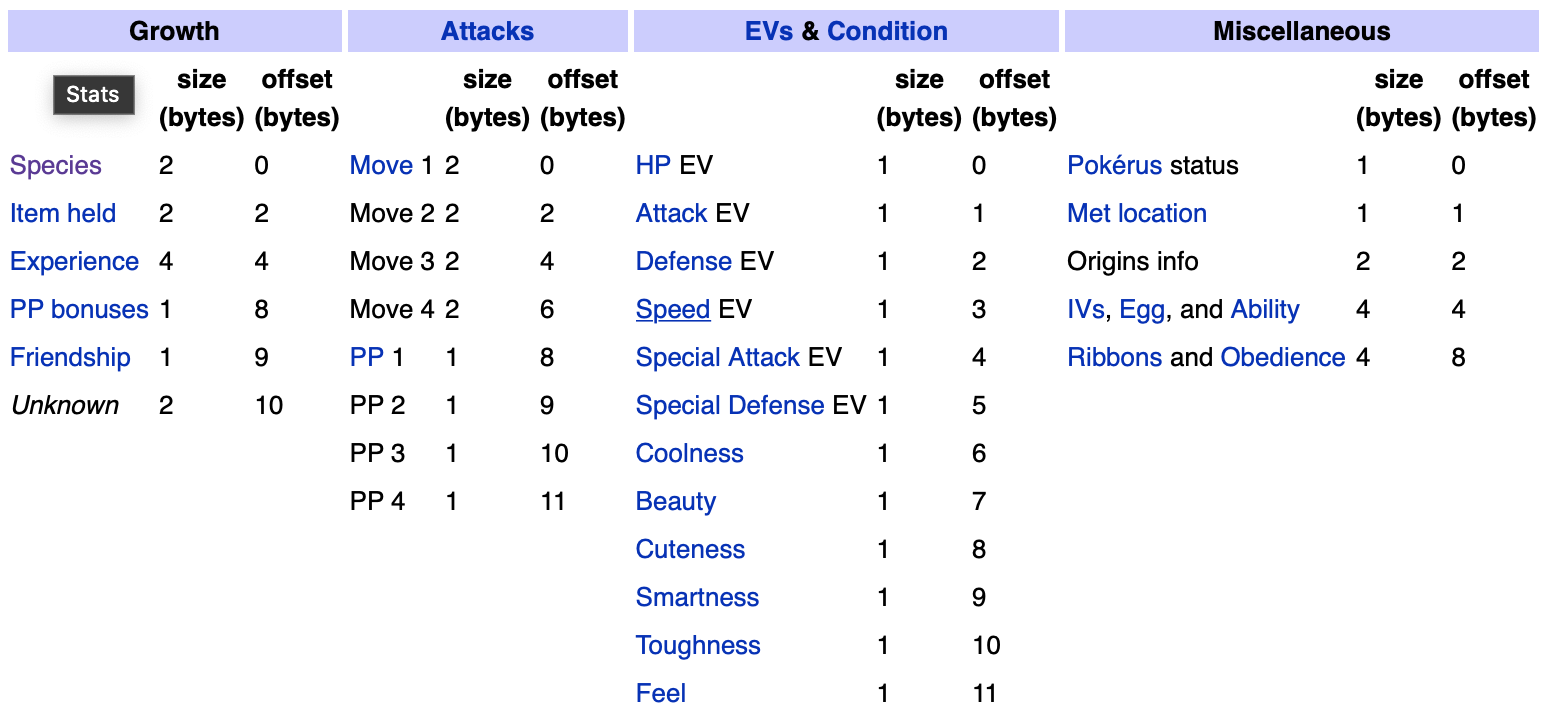 Growth Attacks EVs & Condition Miscellaneous
Stats size (bytes) offset (bytes) size (bytes) offset (bytes) size (bytes) offset (bytes) size (bytes) offset (bytes)
Species 2 0 Move 1 2 0 HP EV 1 0 Pokérus status 1 0
Item held 2 2 Move 2 2 2 Attack EV 1 1 Met location 1 1
Experience 4 4 Move 3 2 4 Defense EV 1 2 Origins info 2 2
PP bonuses 1 8 Move 4 2 6 Speed EV 1 3 IVs, Egg, and Ability 4 4
Friendship 1 9 PP 1 1 8 Special Attack EV 1 4 Ribbons and Obedience 4 8
Unknown 2 10 PP 2 1 9 Special Defense EV 1 5
PP 3 1 10 Coolness 1 6
PP 4 1 11 Beauty 1 7
Cuteness 1 8
Smartness 1 9
Toughness 1 10
Feel 1 11